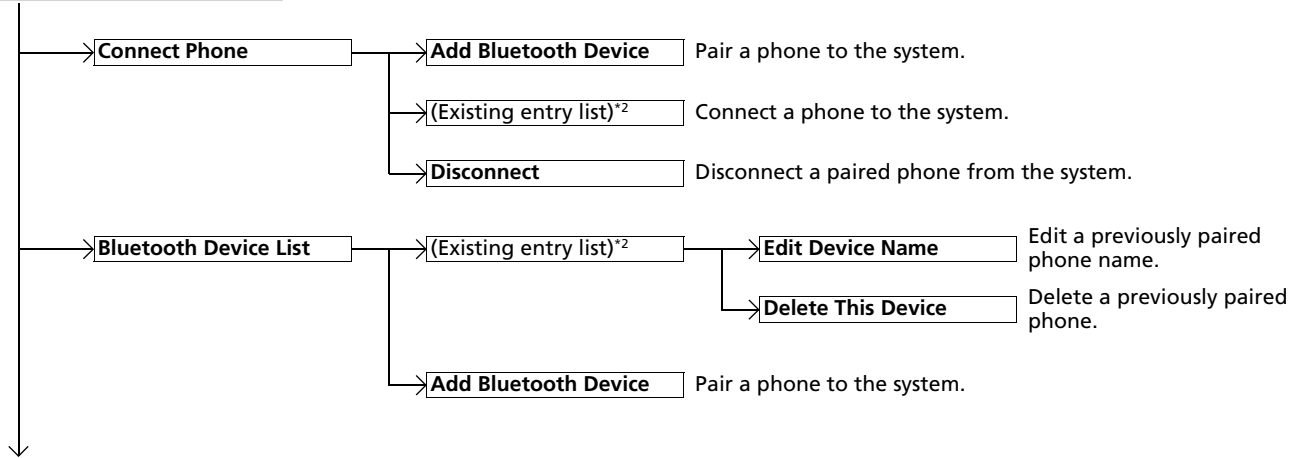 Connect Phone
Add Bluetooth Device
Pair a phone to the system.
(Existing entry list)*2
Connect a phone to the system.
Disconnect
Disconnect a paired phone from the system.
Bluetooth Device List
(Existing entry list)*2
Edit Device Name
Edit a previously paired
phone name.
Delete This Device
Delete a previously paired
phone.
Add Bluetooth Device
Pair a phone to the system.